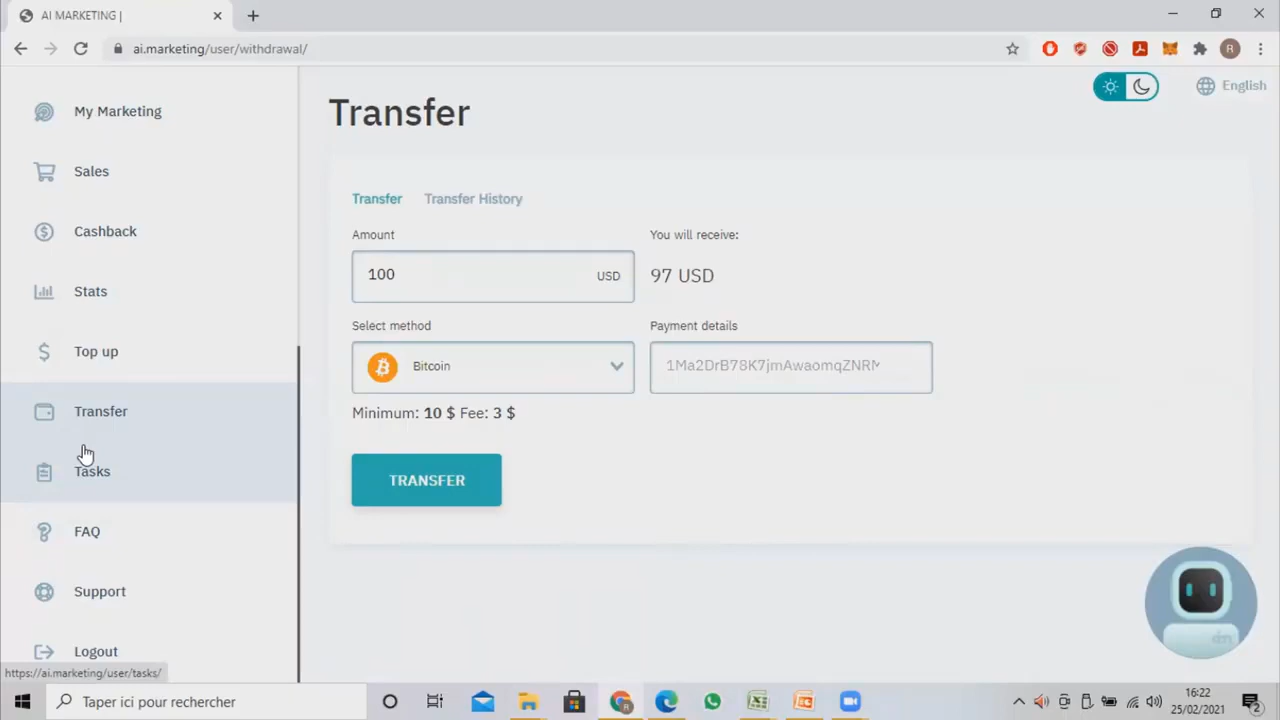 AI MARKETING |
ai.marketing/user/withdrawal/
R
My Marketing
Sales
Cashback
Stats
Top up
Transfer
Tasks
FAQ
Support
Logout
https://ai.marketing/user/tasks/
English
Transfer
Transfer Transfer History
Amount
100 USD
You will receive:
97 USD
Select method
Bitcoin
Payment details
1Ma2DrB78K7jmAwaomqZNRM
Minimum: 10 $ Fee: 3 $
TRANSFER
Taper ici pour rechercher
16:22
25/02/2021
2